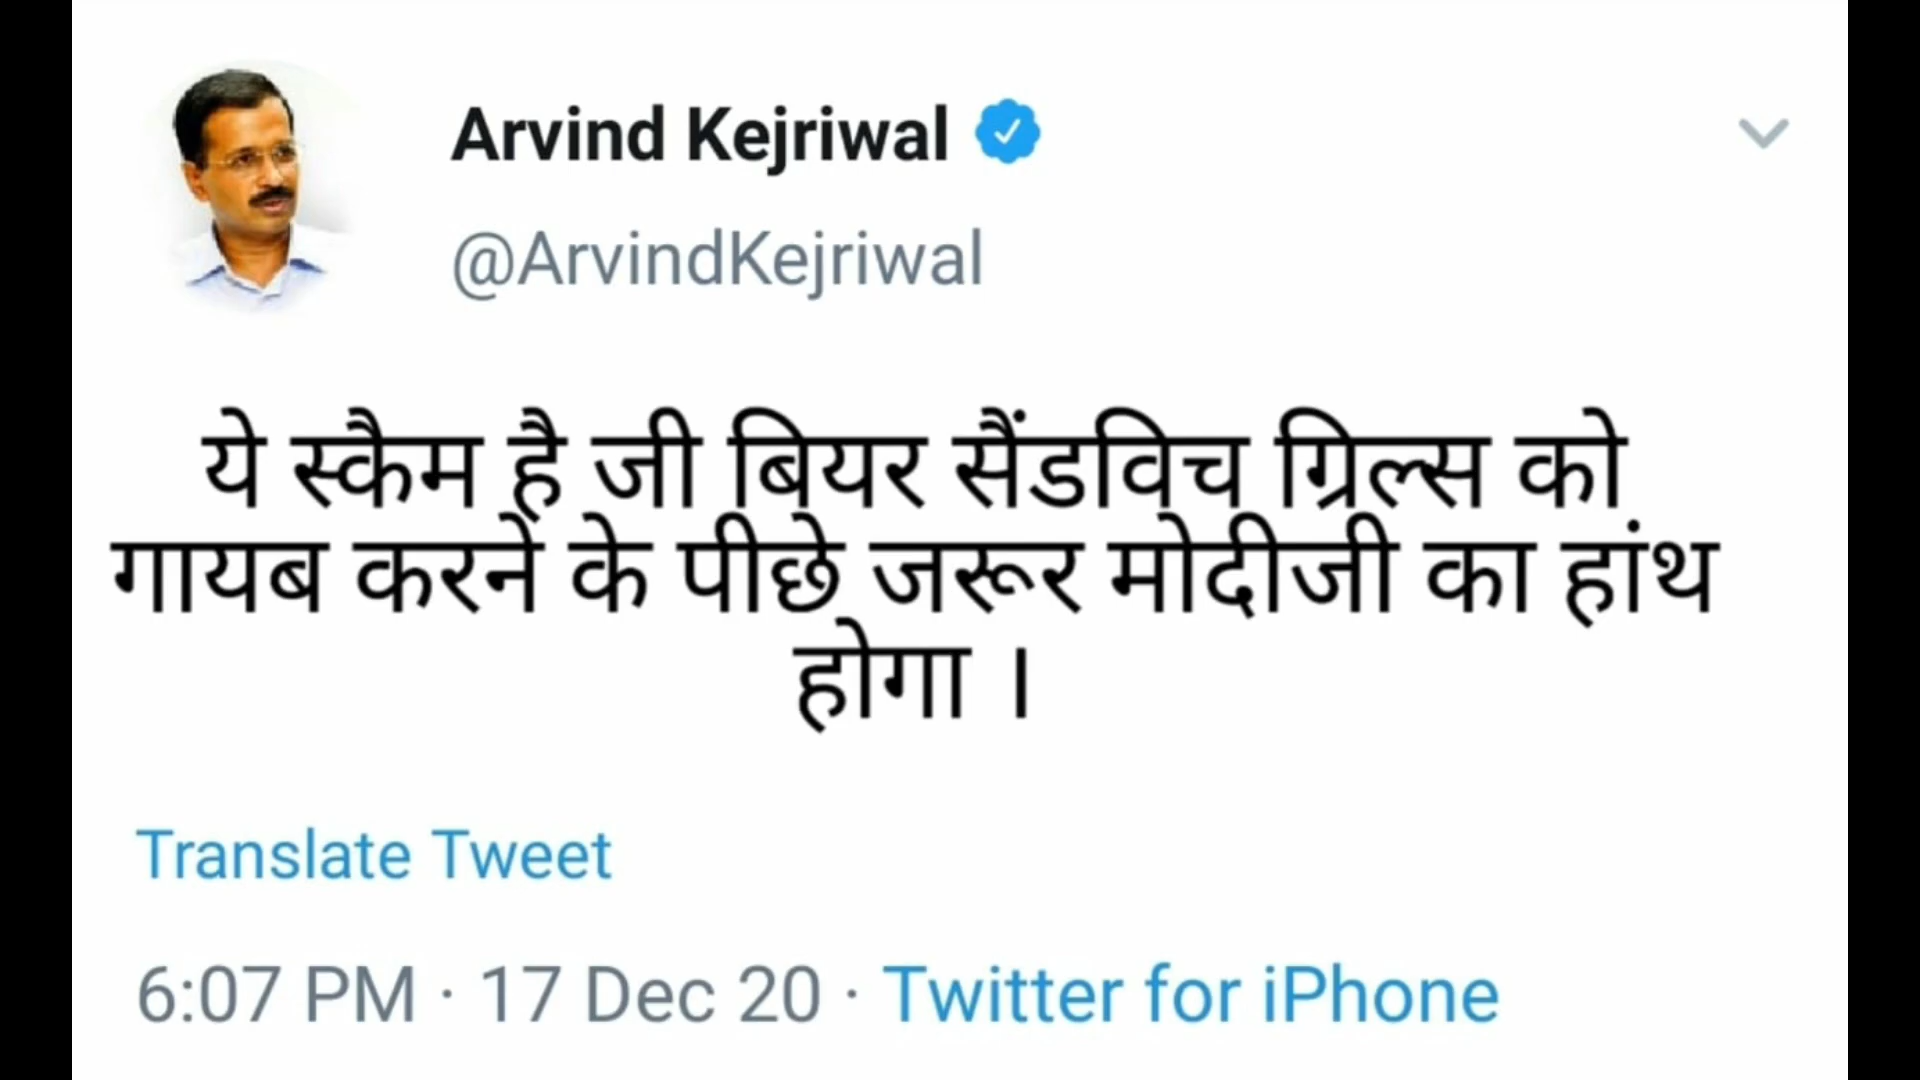 Arvind Kejriwal
@ArvindKejriwal
ये स्कैम है जी बियर सैंडविच ग्रिल्स को
गायब करने के पीछे जरूर मोदीजी का हांथ
होगा ।
Translate Tweet
6:07 PM · 17 Dec 20 · Twitter for iPhone